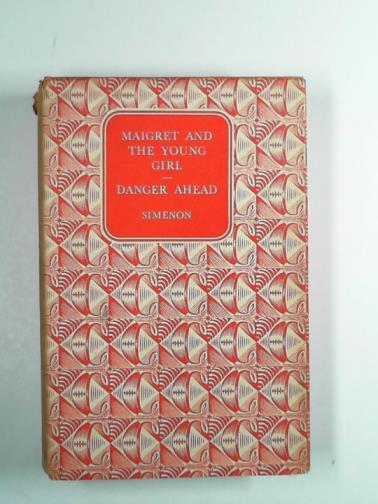 MAIGRET AND
THE YOUNG
GIRL
—
DANGER AHEAD
SIMENON